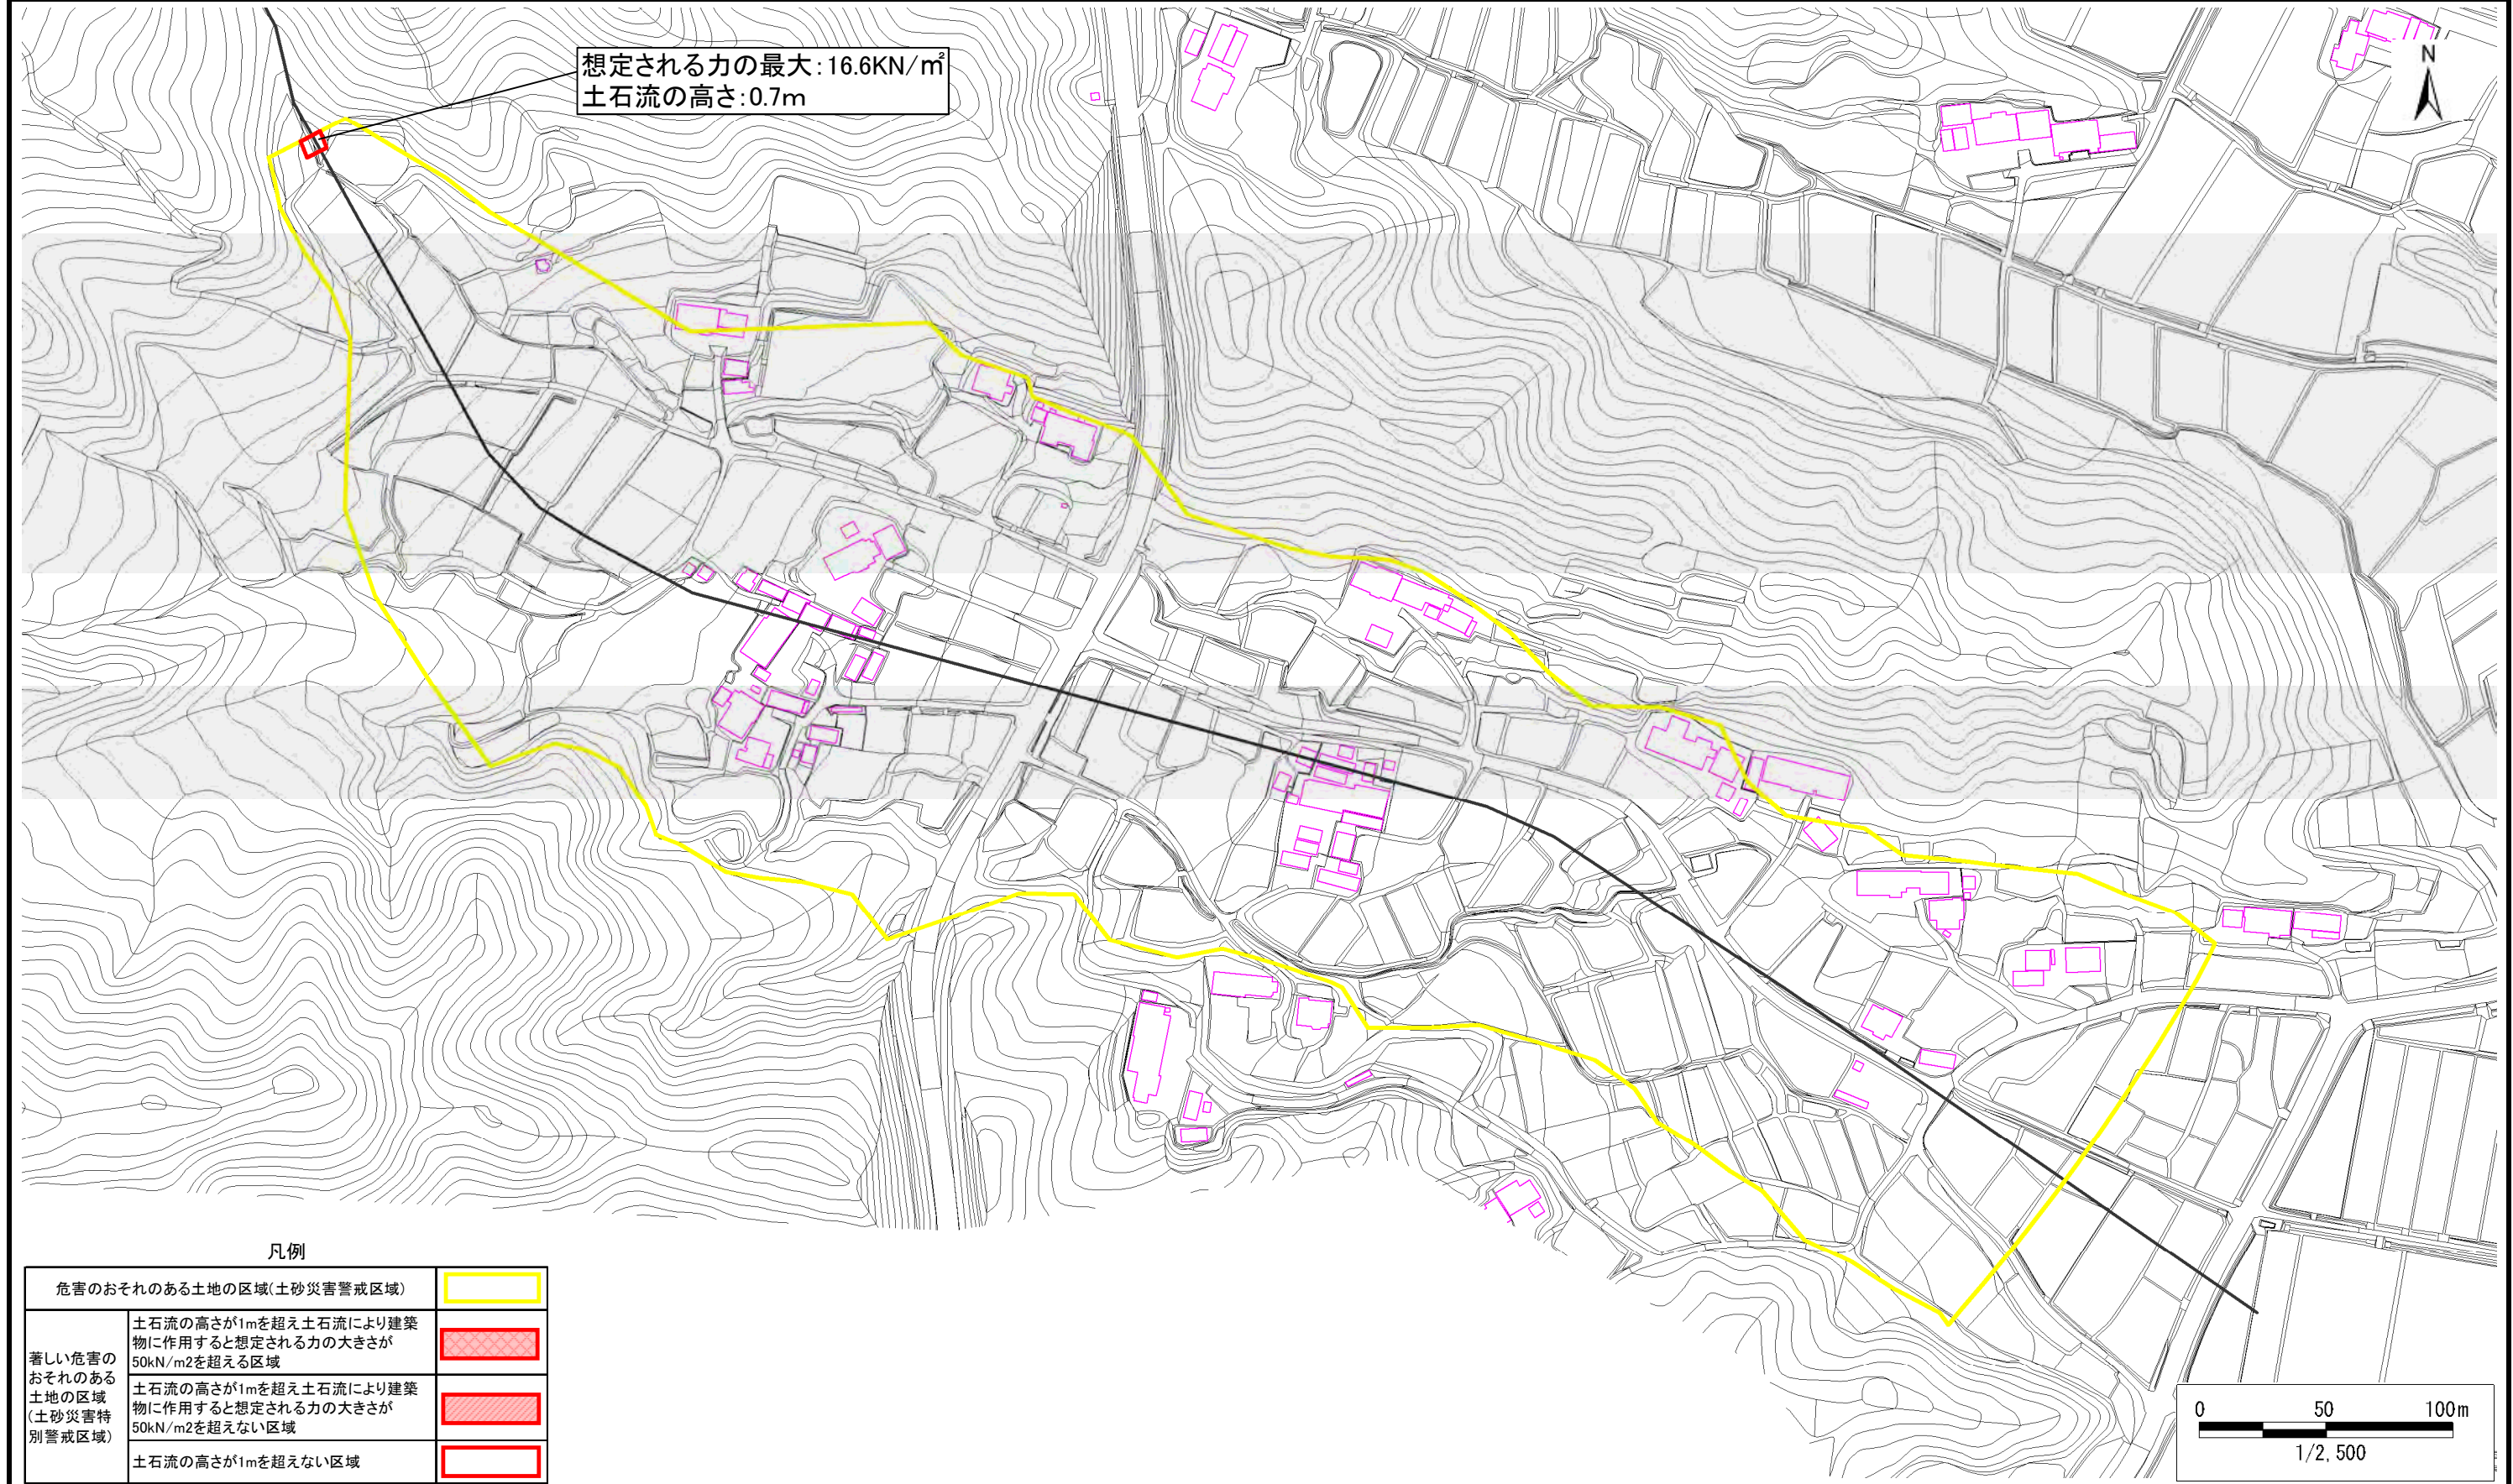 想定される力の最大:16.6KN/㎡
土石流の高さ:0.7m
N
凡例
危害のおそれのある土地の区域(土砂災害警戒区域)
著しい危害の
おそれのある
土地の区域
(土砂災害特
別警戒区域)
土石流の高さが1mを超え土石流により建築
物に作用すると想定される力の大きさが
50kN/m2を超える区域
土石流の高さが1mを超え土石流により建築
物に作用すると想定される力の大きさが
50kN/m2を超えない区域
土石流の高さが1mを超えない区域
0 50 100m
1/2,500